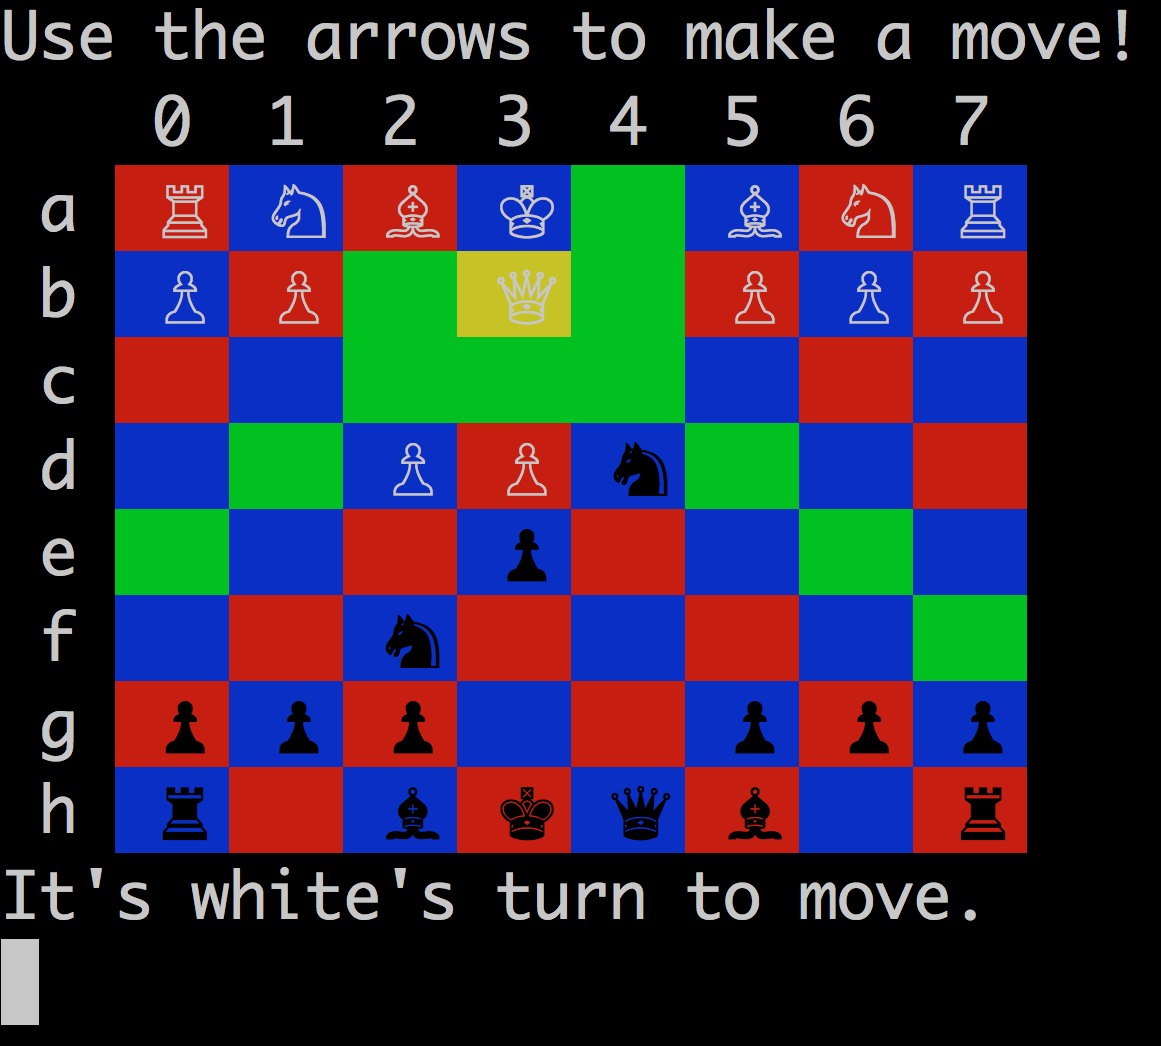 Use the arrows to make a move!
0 1 2 3 4 5 6 7
a ♖ ♘ ♗ ♔ ♗ ♘ ♖
b ♙ ♙ ♕ ♙ ♙ ♙
c
d ♙ ♙ ♞
e ♟
f ♞
g ♟ ♟ ♟ ♟ ♟ ♟
h ♜ ♝ ♚ ♛ ♝ ♜
It's white's turn to move.